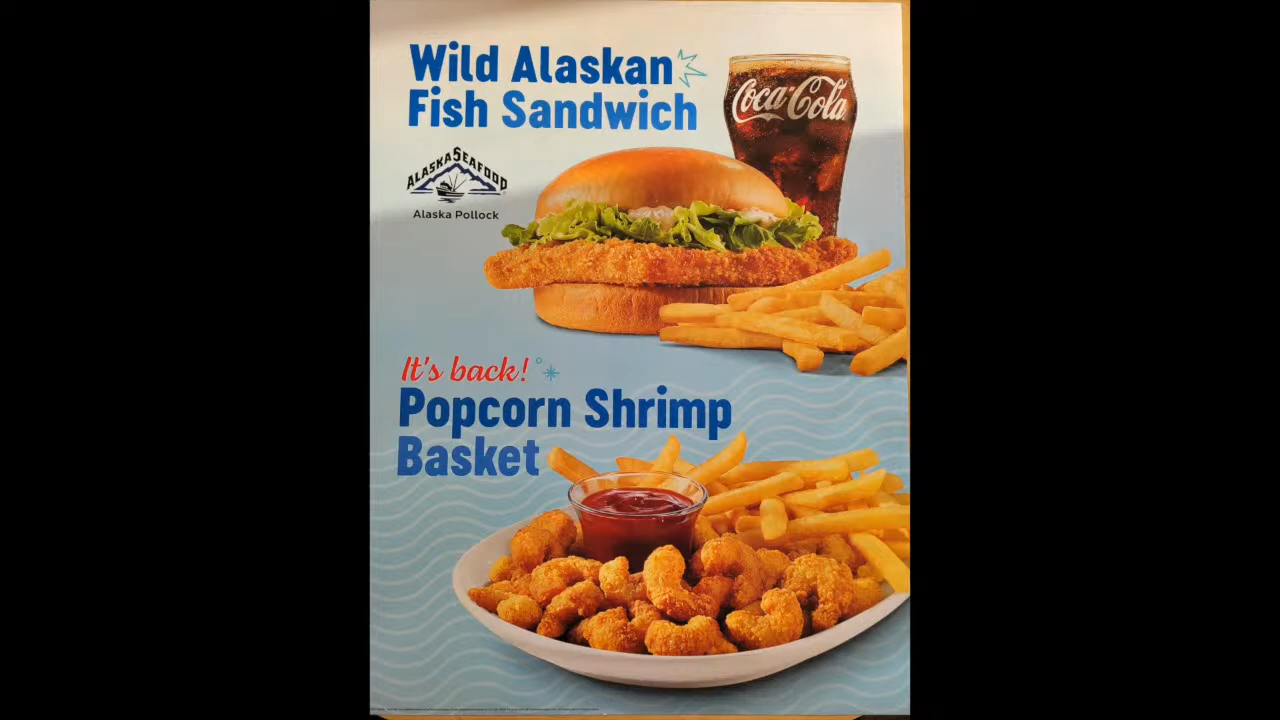 Wild Alaskan
Fish Sandwich
Coca-Cola
ALASKA SEAFOOD
Alaska Pollock
It's back!
Popcorn Shrimp
Basket